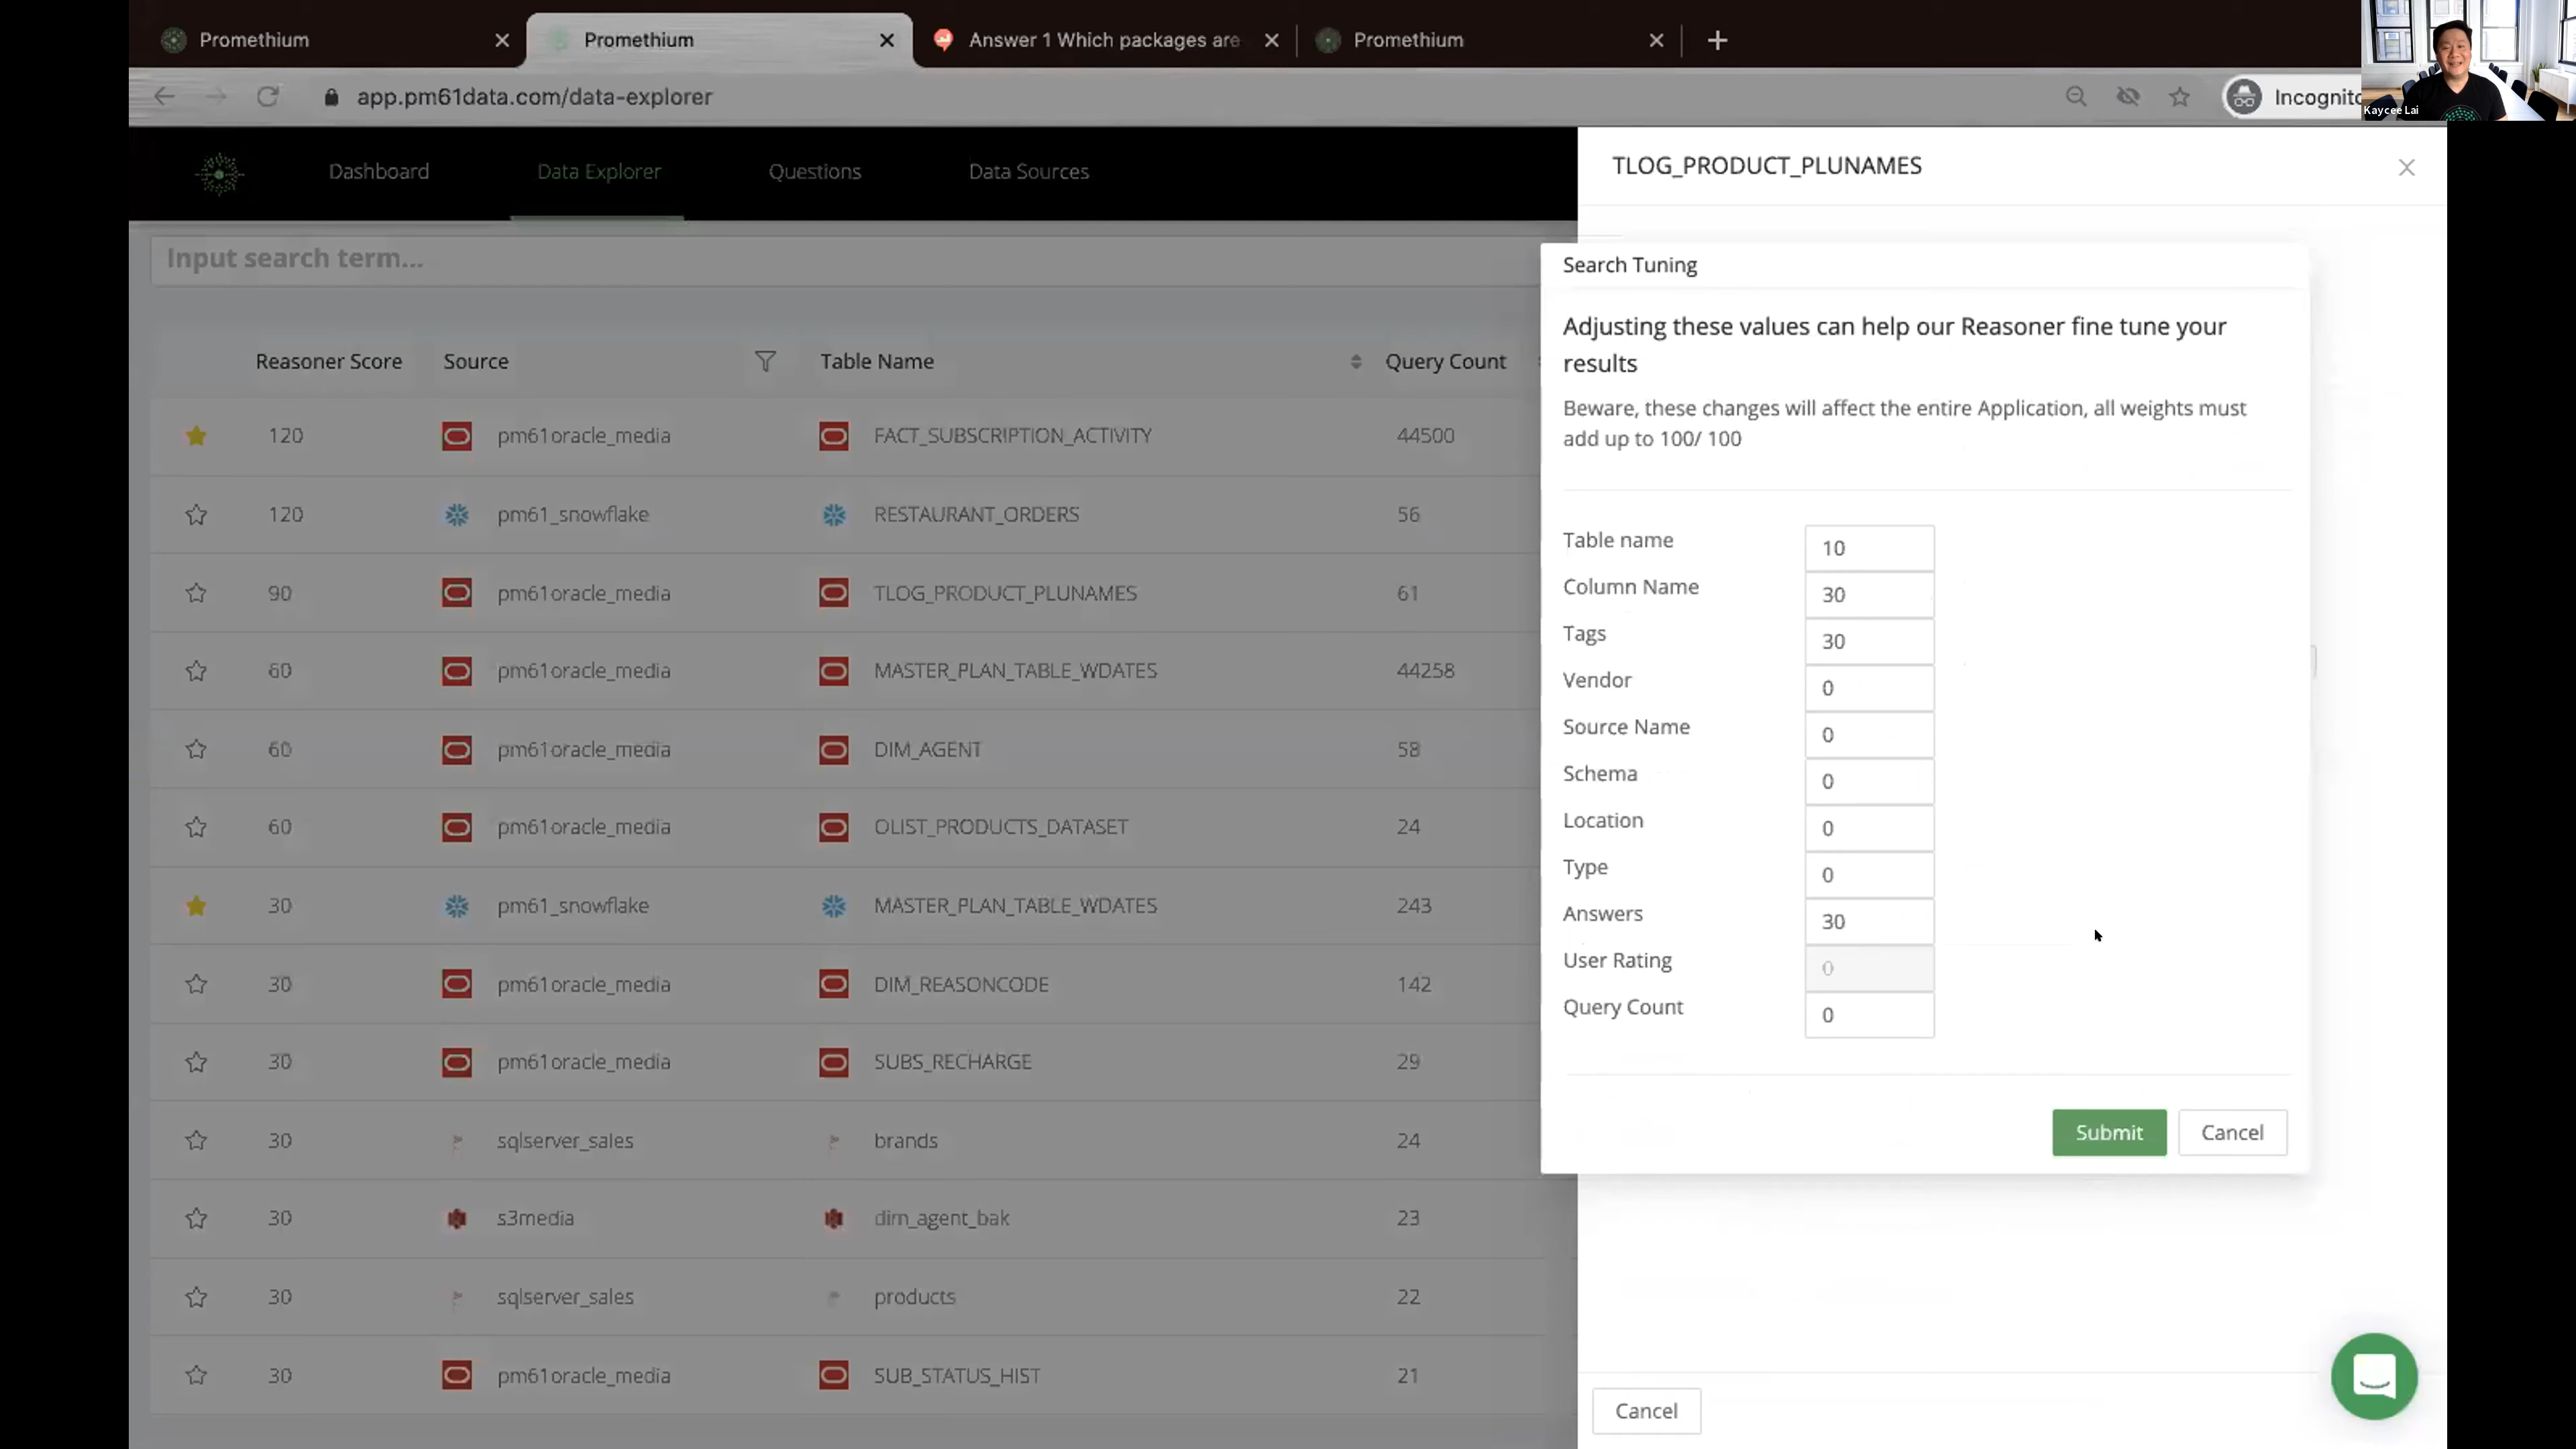 Promethium
Promethium
Answer 1 Which packages are
Promethium
app.pm61data.com/data-explorer
Incognito
Kaycee Lai
Dashboard
Data Explorer
Questions
Data Sources
TLOG_PRODUCT_PLUNAMES
Input search term...
Search Tuning
Adjusting these values can help our Reasoner fine tune your
results
Beware, these changes will affect the entire Application, all weights must
add up to 100/ 100
Reasoner Score Source Table Name Query Count
120 pm61oracle_media FACT_SUBSCRIPTION_ACTIVITY 44500
120 pm61_snowflake RESTAURANT_ORDERS 56
90 pm61oracle_media TLOG_PRODUCT_PLUNAMES 61
60 pm61oracle_media MASTER_PLAN_TABLE_WDATES 44258
60 pm61oracle_media DIM_AGENT 58
60 pm61oracle_media OLIST_PRODUCTS_DATASET 24
30 pm61_snowflake MASTER_PLAN_TABLE_WDATES 243
30 pm61oracle_media DIM_REASONCODE 142
30 pm61oracle_media SUBS_RECHARGE 29
30 sqlserver_sales brands 24
30 s3media dim_agent_bak 23
30 sqlserver_sales products 22
30 pm61oracle_media SUB_STATUS_HIST 21
Table name 10
Column Name 30
Tags 30
Vendor 0
Source Name 0
Schema 0
Location 0
Type 0
Answers 30
User Rating 0
Query Count 0
Submit
Cancel
Cancel